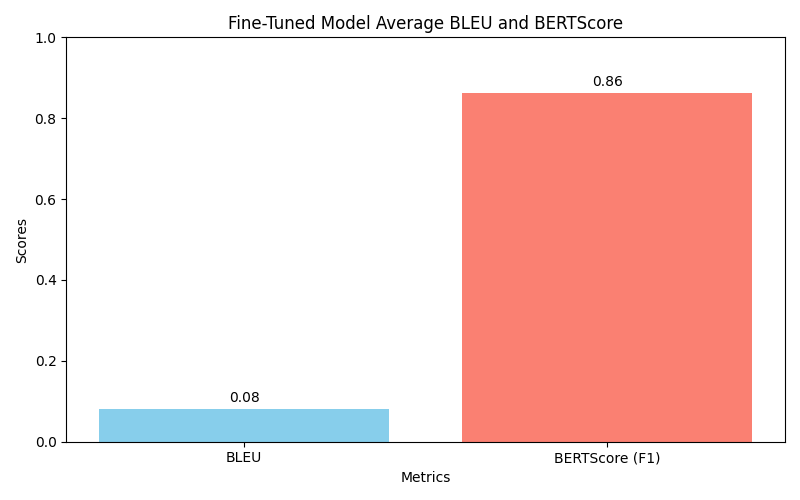 Fine-Tuned Model Average BLEU and BERTScore
1.0
0.8
0.6
0.4
0.2
0.0
Scores
0.08
0.86
BLEU
BERTScore (F1)
Metrics